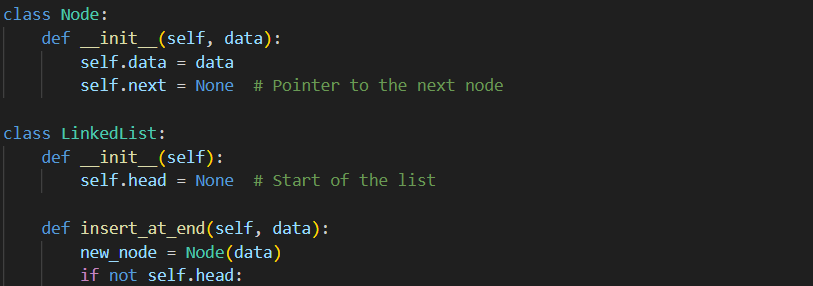 class Node:
    def __init__(self, data):
        self.data = data
        self.next = None  # Pointer to the next node

class LinkedList:
    def __init__(self):
        self.head = None  # Start of the list

    def insert_at_end(self, data):
        new_node = Node(data)
        if not self.head: